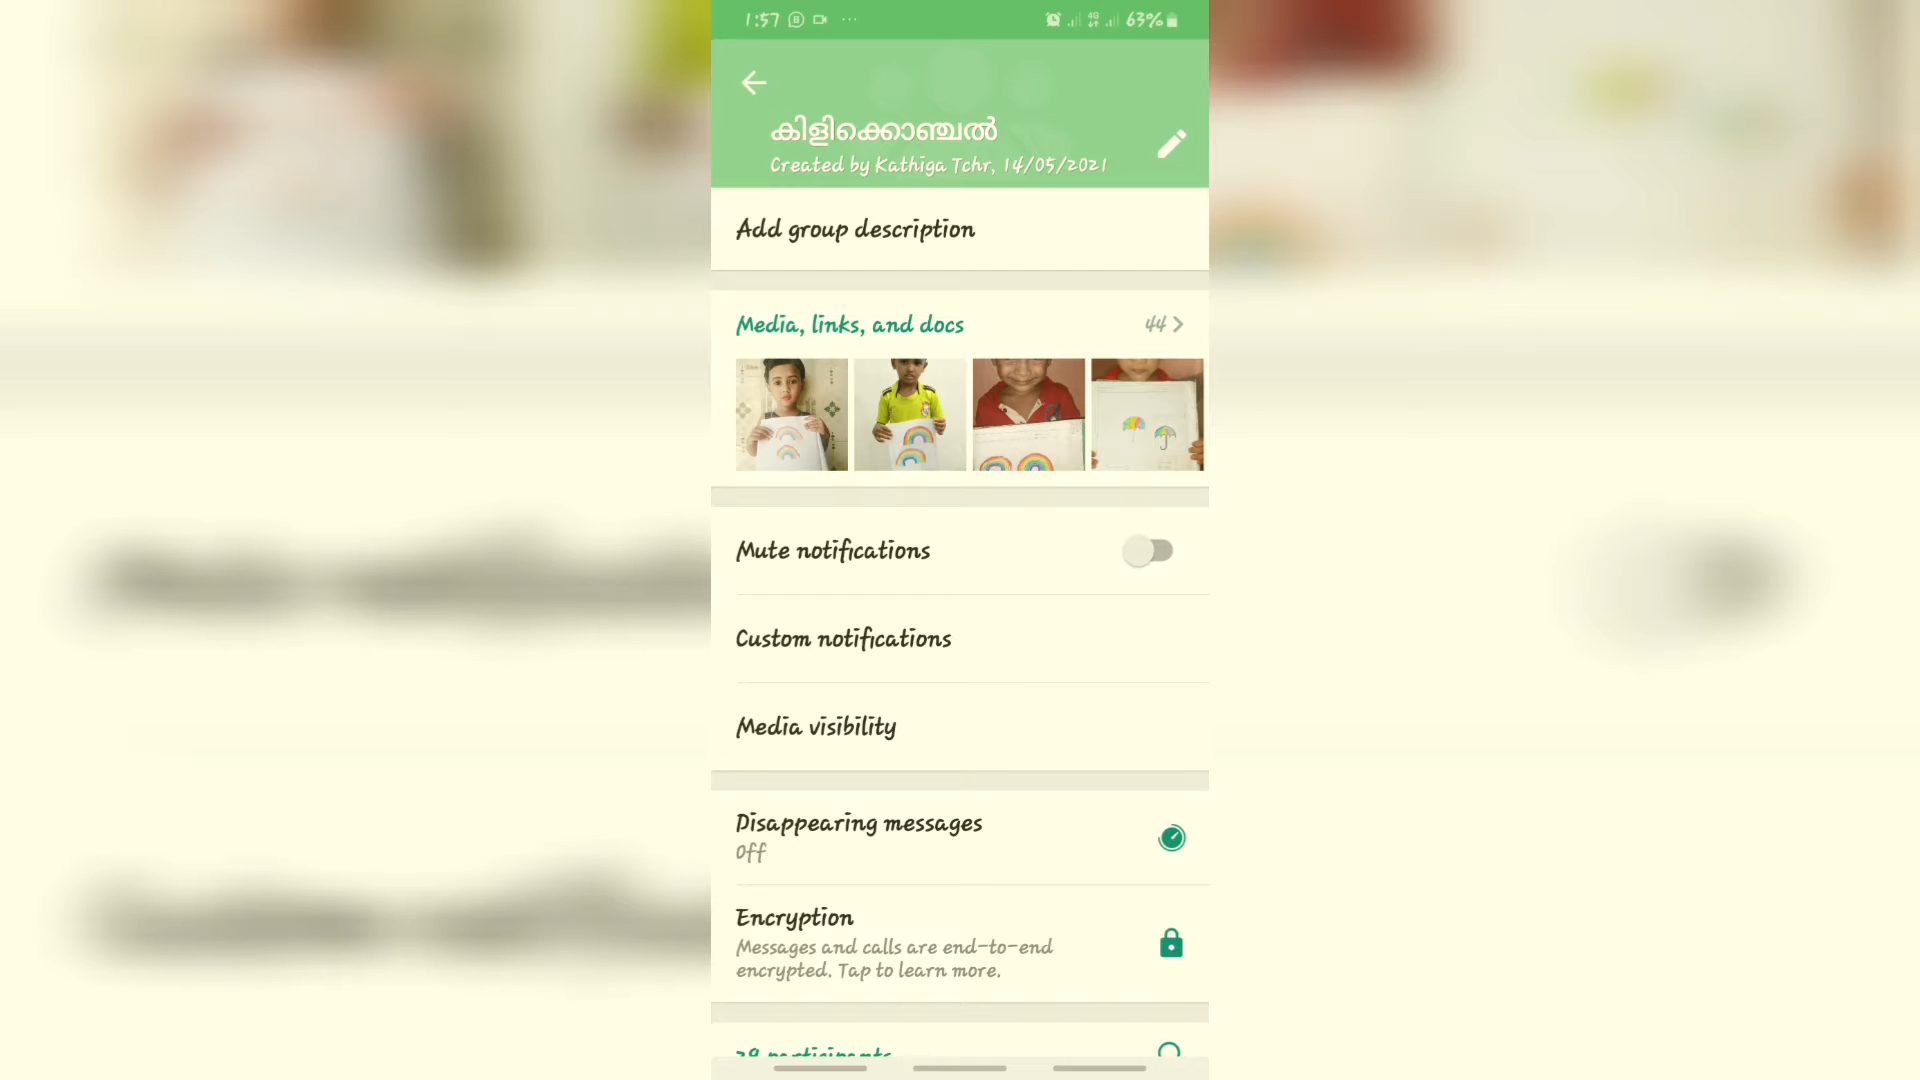 1:57 63%
കിളിക്കൊഞ്ചൽ
Created by Kathiga Tchr, 14/05/2021
Add group description
Media, links, and docs 44
Mute notifications
Custom notifications
Media visibility
Disappearing messages
Off
Encryption
Messages and calls are end-to-end
encrypted. Tap to learn more.
participants